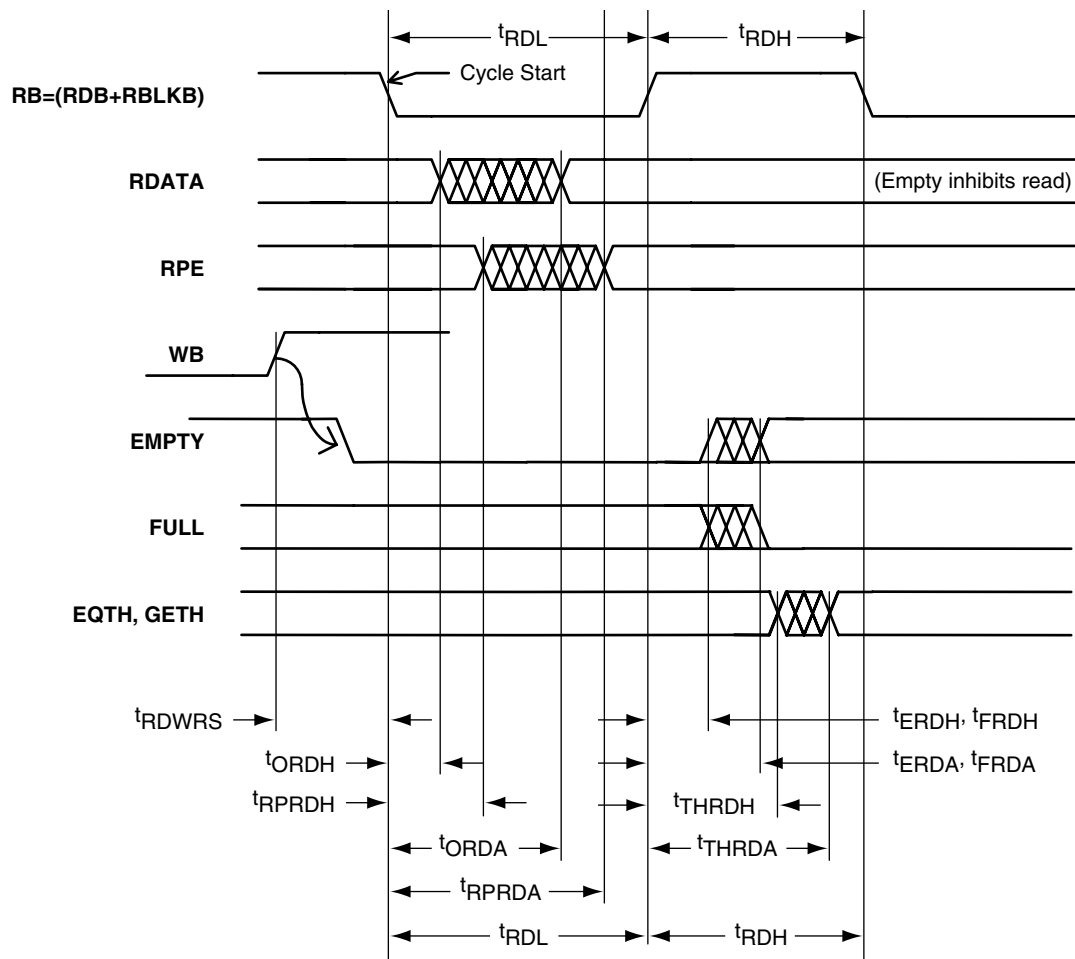 tRDL tRDH
Cycle Start
RB=(RDB+RBLKB)
RDATA (Empty inhibits read)
RPE
WB
EMPTY
FULL
EQTH, GETH
tRDWRS tERDH, tFRDH
tORDH tERDA, tFRDA
tRPRDH tTHRDH
tORDA tTHRDA
tRPRDA
tRDL tRDH